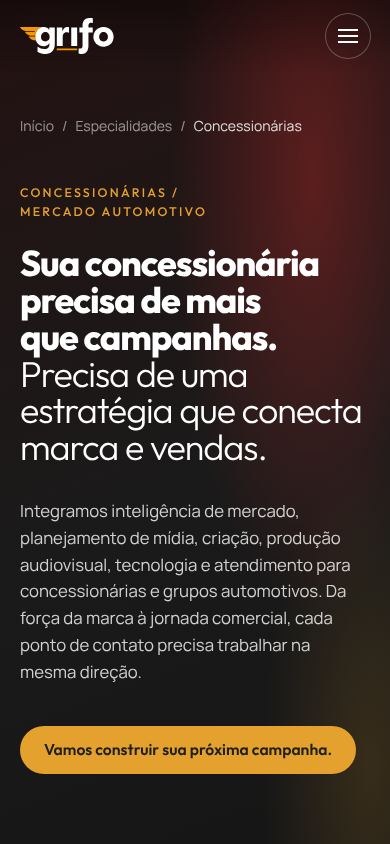 grifo
Início / Especialidades / Concessionárias
CONCESSIONÁRIAS /
MERCADO AUTOMOTIVO
Sua concessionária
precisa de mais
que campanhas.
Precisa de uma
estratégia que conecta
marca e vendas.
Integramos inteligência de mercado,
planejamento de mídia, criação, produção
audiovisual, tecnologia e atendimento para
concessionárias e grupos automotivos. Da
força da marca à jornada comercial, cada
ponto de contato precisa trabalhar na
mesma direção.
Vamos construir sua próxima campanha.